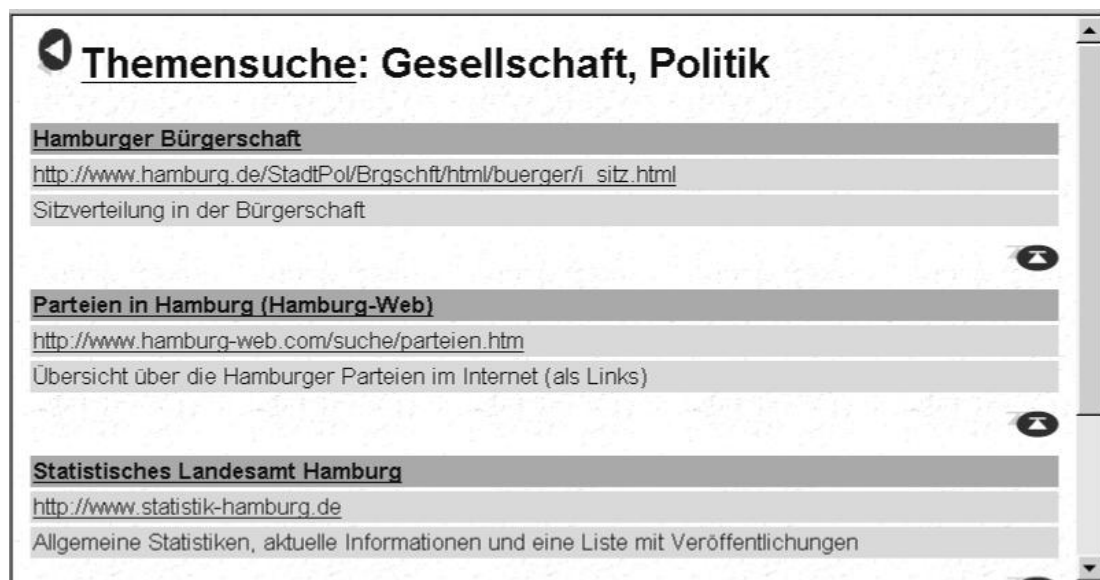 Themensuche: Gesellschaft, Politik
Hamburger Bürgerschaft
http://www.hamburg.de/StadtPol/Brgschft/html/buerger/i_sitz.html
Sitzverteilung in der Bürgerschaft
Parteien in Hamburg (Hamburg-Web)
http://www.hamburg-web.com/suche/parteien.htm
Übersicht über die Hamburger Parteien im Internet (als Links)
Statistisches Landesamt Hamburg
http://www.statistik-hamburg.de
Allgemeine Statistiken, aktuelle Informationen und eine Liste mit Veröffentlichungen